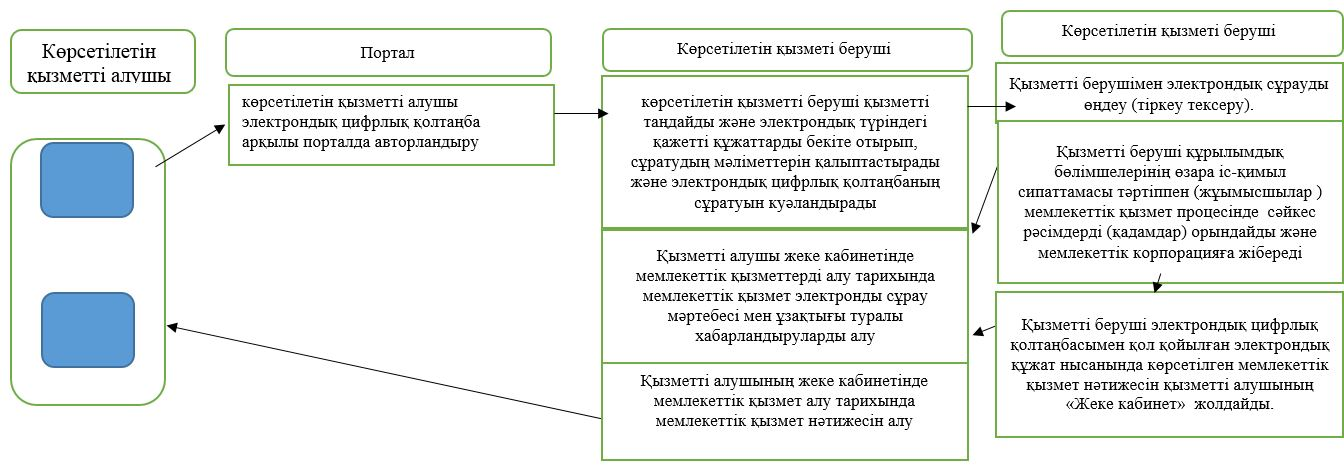 Көрсетілетін
қызметті алушы
Портал
көрсетілетін қызметті алушы
электрондық цифрлық қолтаңба
арқылы порталда авторландыру
Көрсетілетін қызметі беруші
көрсетілетін қызметті беруші қызметті
таңдайды және электрондық түріндегі
қажетті құжаттарды бекіте отырып,
сұратудың мәліметтерін қалыптастырады
және электрондық цифрлық қолтаңбаның
сұратуын куәландырады
Қызметті алушы жеке кабинетінде
мемлекеттік қызметтерді алу тарихында
мемлекеттік қызмет электронды сұрау
мәртебесі мен ұзақтығы туралы
хабарландыруларды алу
Қызметті алушының жеке кабинетінде
мемлекеттік қызмет алу тарихында
мемлекеттік қызмет нәтижесін алу
Көрсетілетін қызметі беруші
Қызметті берушімен электрондық сұрауды
өңдеу (тіркеу тексеру).
Қызметті беруші құрылымдық
бөлімшелерінің өзара іс-қимыл
сипаттамасы тәртіппен (жұымысшылар )
мемлекеттік қызмет процесінде сәйкес
рәсімдерді (қадамдар) орындайды және
мемлекеттік корпорацияға жібереді
Қызметті беруші электрондық цифрлық
қолтаңбасымен қол қойылған электрондық
құжат нысанында көрсетілген мемлекеттік
қызмет нәтижесін қызметті алушының
«Жеке кабинет» жолдайды.